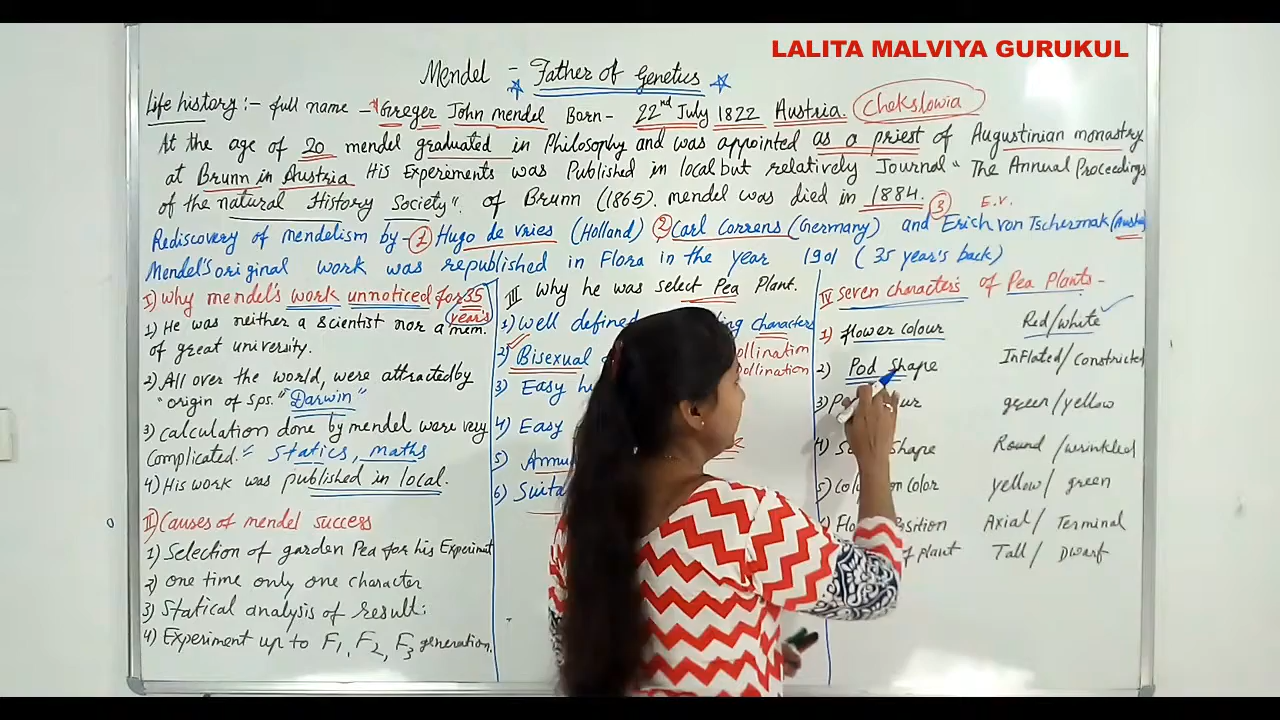 LALITA MALVIYA GURUKUL
Mendel - Father of Genetics
Life history:- full name - Greger John mendel Born- 22nd July 1822 Austria. Chekslowia
At the age of 20 mendel graduated in Philosophy and was appointed as a priest of Augustinian monastry
at Brunn in Austria His Experements was Published in local but relatively Journal "The Annual Proceedings
of the natural History Society". of Brunn (1865). mendel was died in 1884.
3 E.V.
Rediscovery of mendelism by- 1 Hugo de vries (Holland) 2 Carl Correns (Germany) and Erich von Tschermak (
Mendel's original work was republished in Flora in the year 1901 (35 year's back)
I) Why mendel's work unnoticed for 35 year's
1) He was neither a scientist nor a mem.
of great university.
2) All over the world, were attracted by
"origin of sps." "Darwin"
3) calculation done by mendel were very
complicated. = Statics, maths
4) His work was published in local.
II) Causes of mendel success
1) Selection of garden Pea for his Experiment
2) one time only one character
3) Statical analysis of result:
4) Experiment up to F1, F2, F3 generation.
III Why he was select Pea Plant.
1) Well defined characters
2) Bisexual ollination
ollination
3) Easy
4) Easy
5)
6)
IV Seven character's of Pea Plants-
1) flower colour Red/white
2) Pod Shape Inflated/constricted
3) green/yellow
4) Shape Round/wrinkled
5) color yellow/green
Axial/Terminal
plant Tall/Dwarf